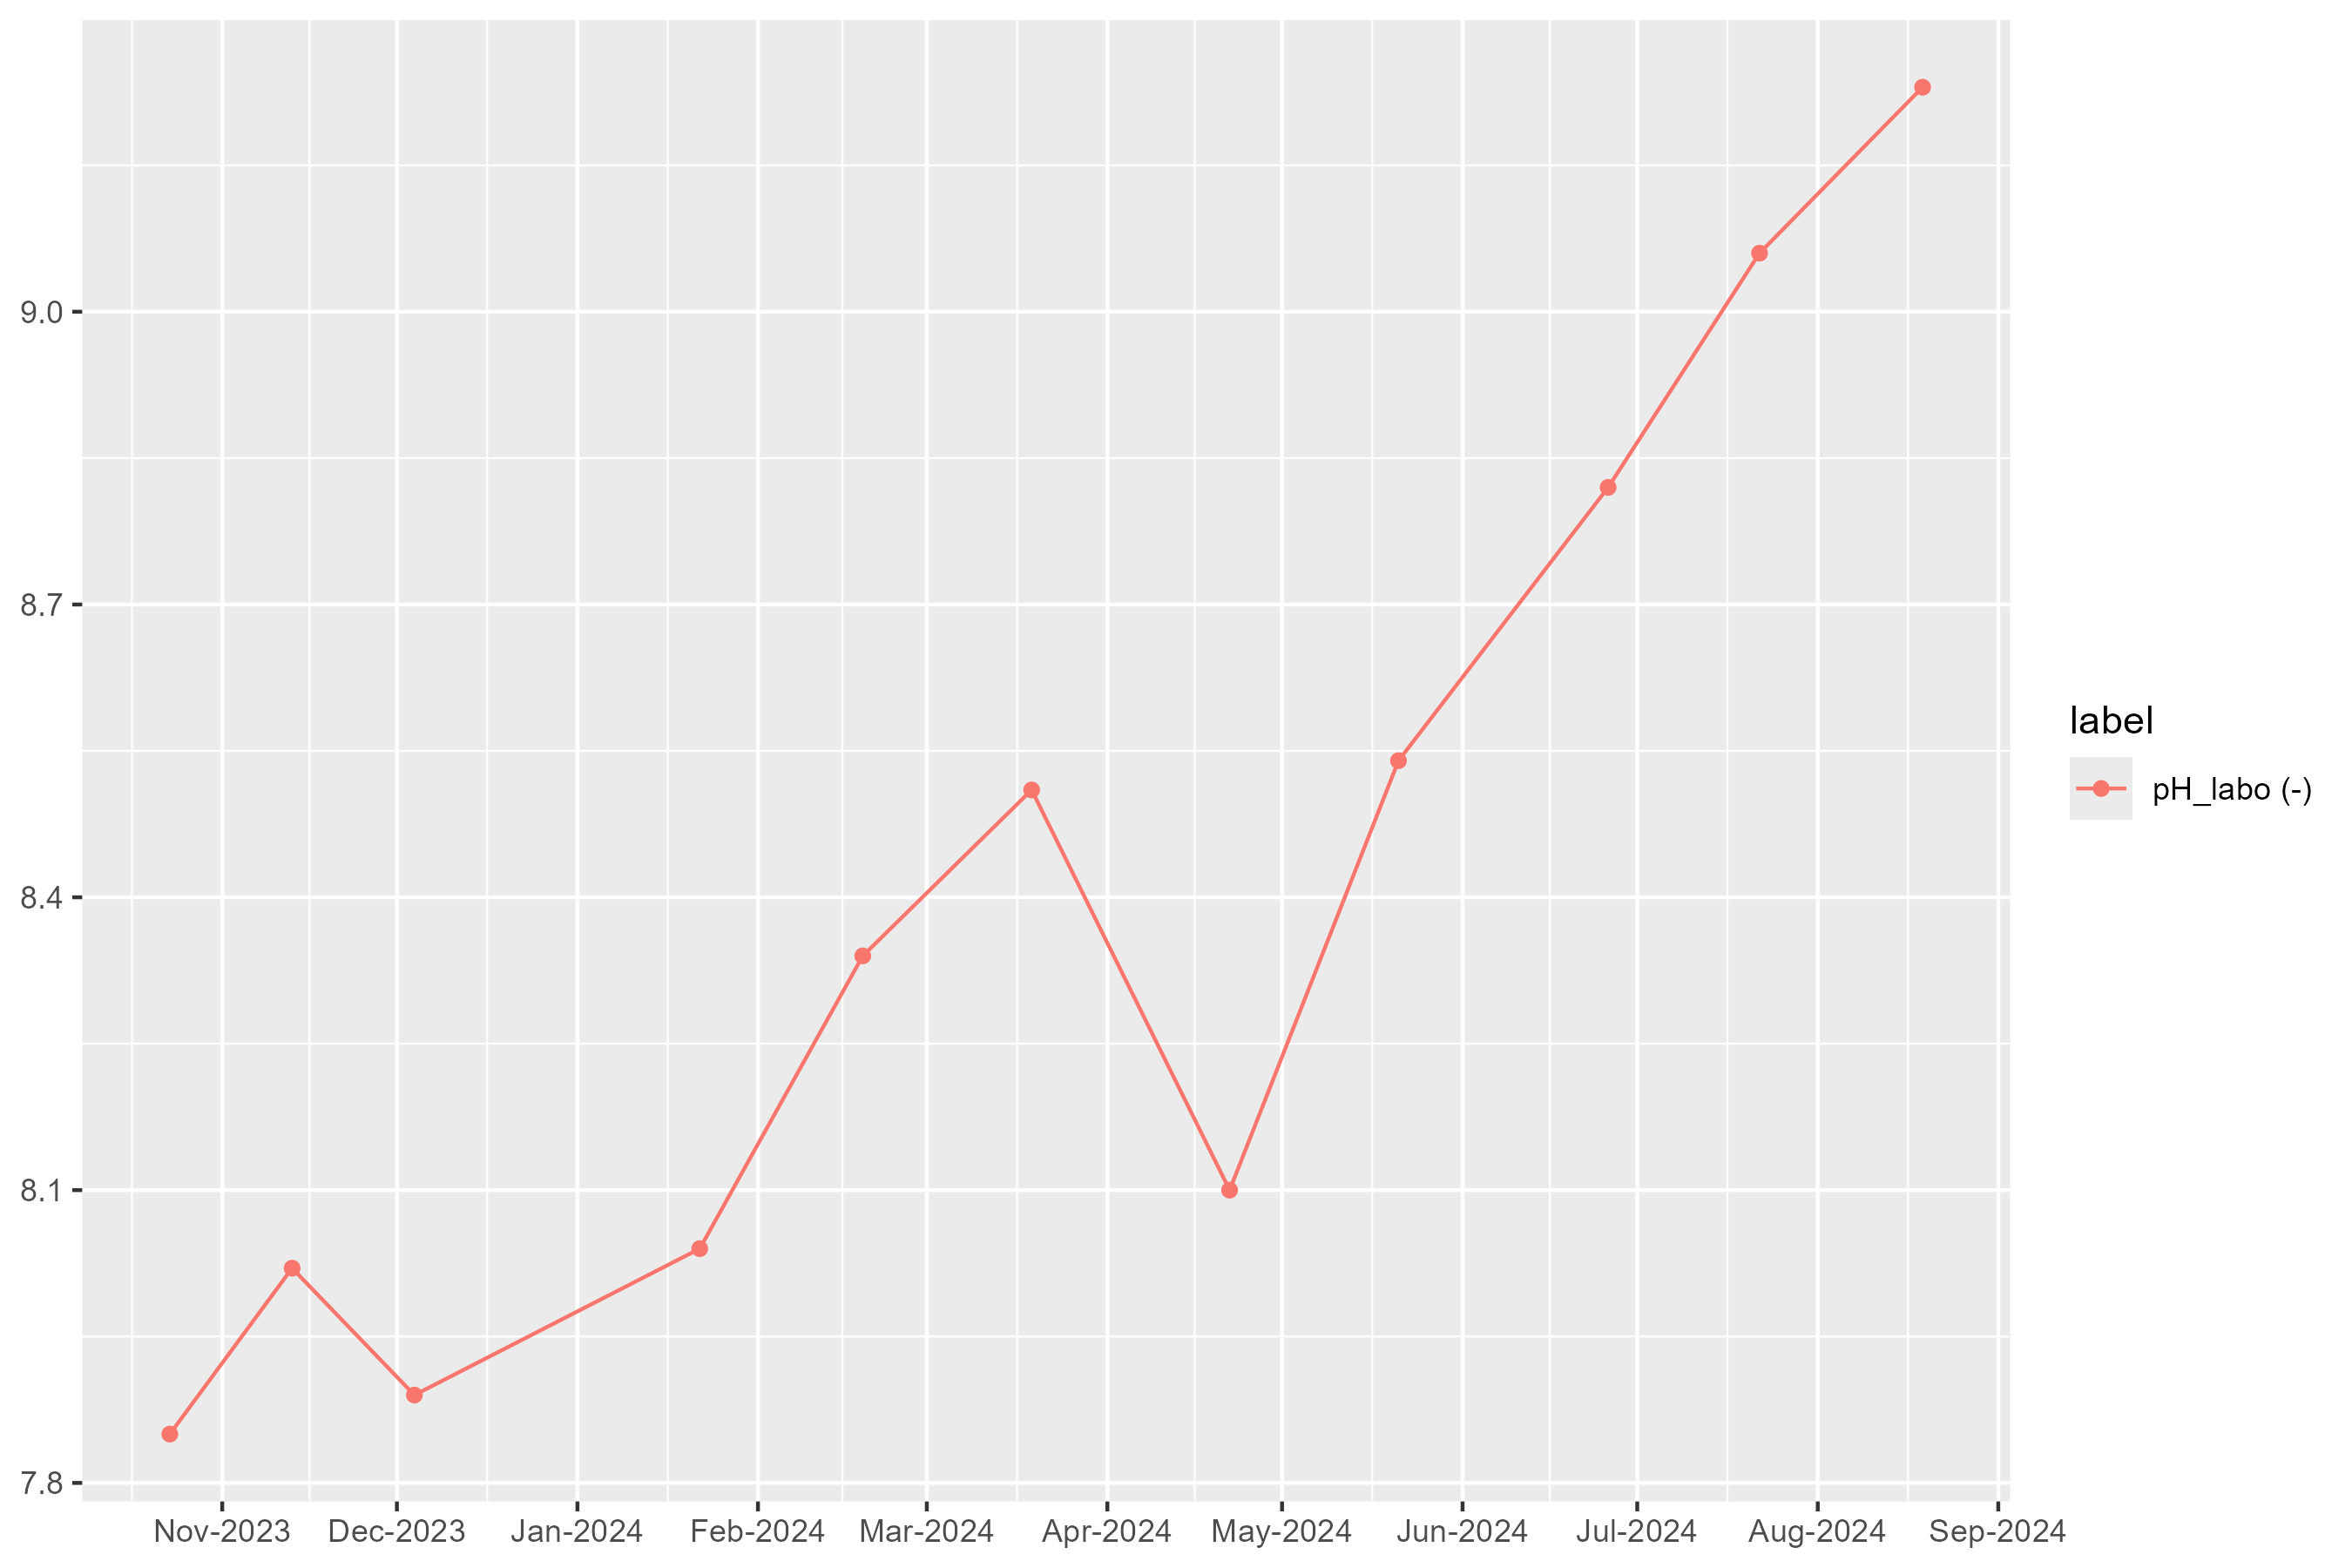 9.0
8.7
8.4
8.1
7.8
Nov-2023 Dec-2023 Jan-2024 Feb-2024 Mar-2024 Apr-2024 May-2024 Jun-2024 Jul-2024 Aug-2024 Sep-2024
label
pH_labo (-)